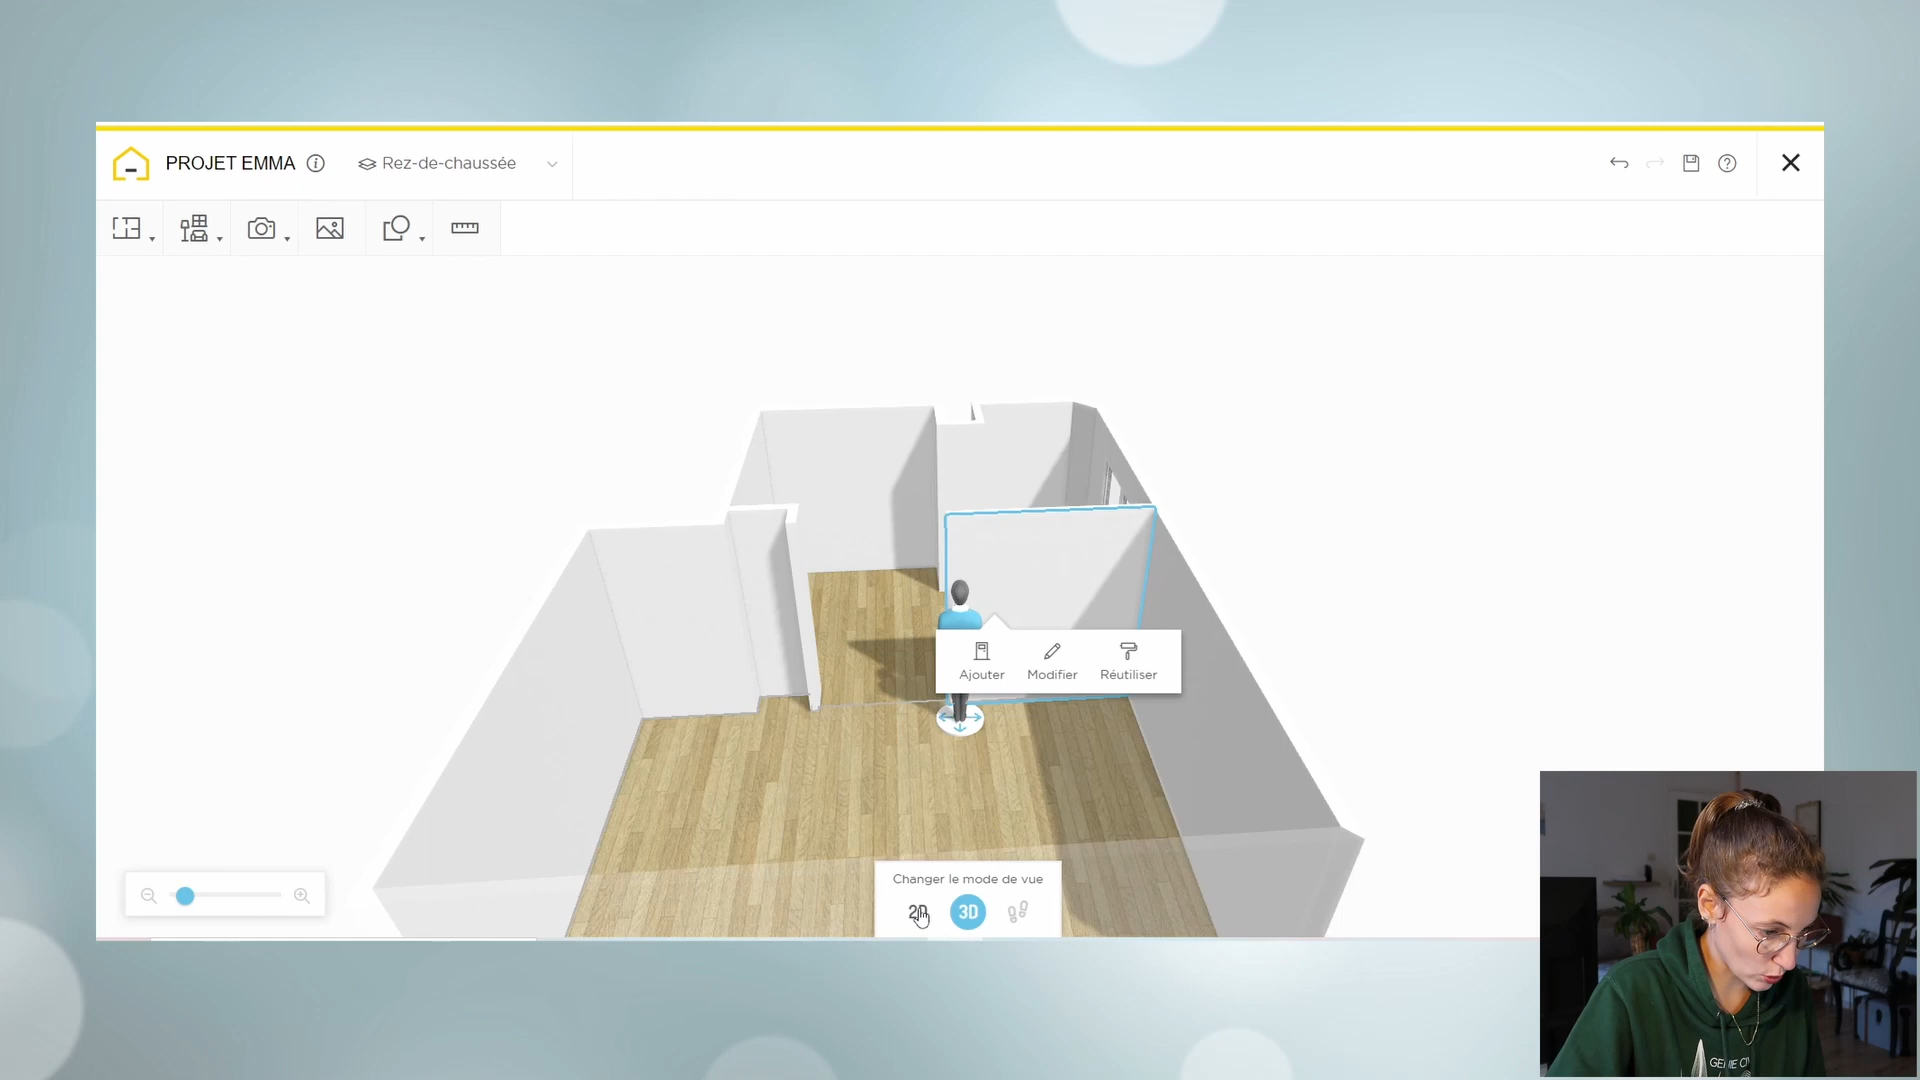 PROJET EMMA
Rez-de-chaussée
Ajouter
Modifier
Réutiliser
Changer le mode de vue
2D
3D